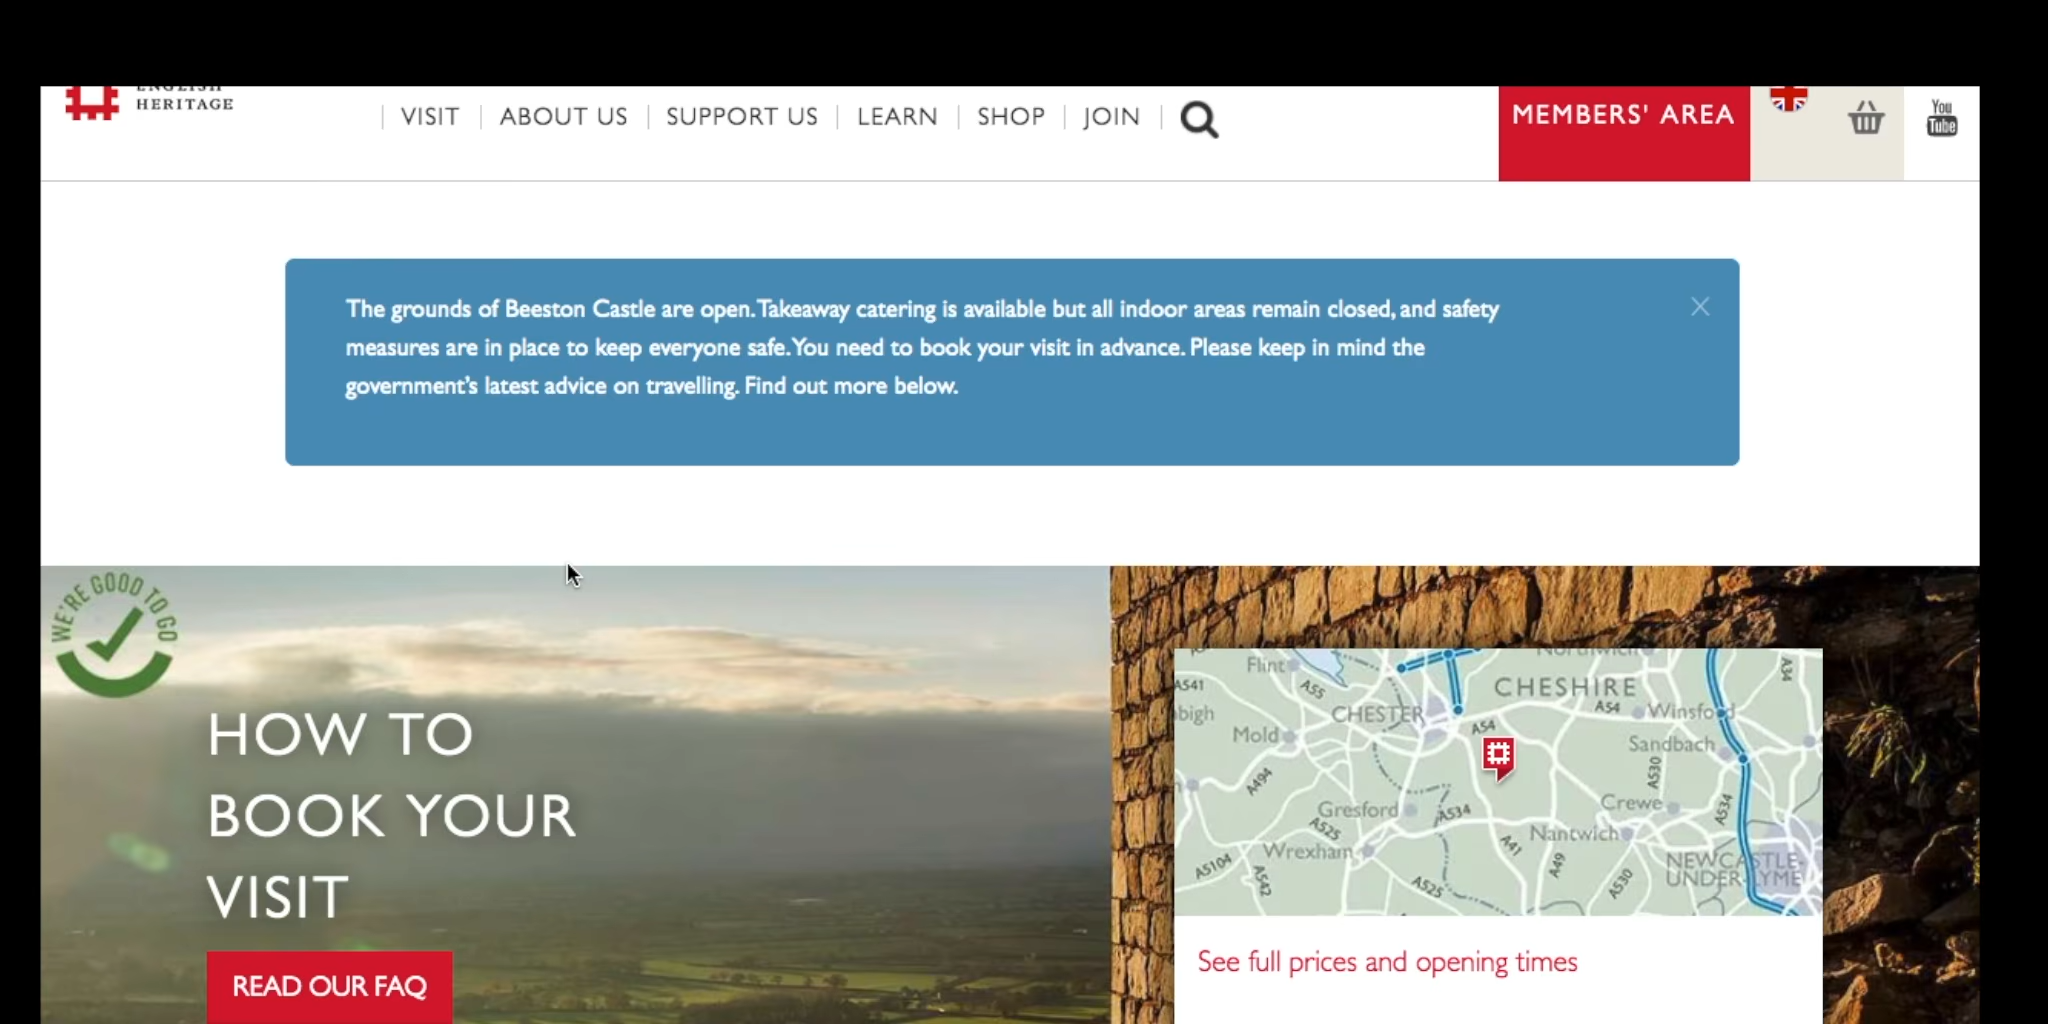 ENGLISH
HERITAGE
VISIT
ABOUT US
SUPPORT US
LEARN
SHOP
JOIN
MEMBERS' AREA
You
Tube
The grounds of Beeston Castle are open. Takeaway catering is available but all indoor areas remain closed, and safety
measures are in place to keep everyone safe. You need to book your visit in advance. Please keep in mind the
government's latest advice on travelling. Find out more below.
WE'RE GOOD TO GO
HOW TO
BOOK YOUR
VISIT
READ OUR FAQ
Northwich
Flint
A55
A541
CHESHIRE
A34
CHESTER
A54
Winsford
A54
Mold
Sandbach
A494
A530
Gresford
A534
Crewe
A534
A525
Nantwich
Wrexham
A41
A49
NEWCASTLE-
UNDER-LYME
A5104
A542
A525
A530
See full prices and opening times